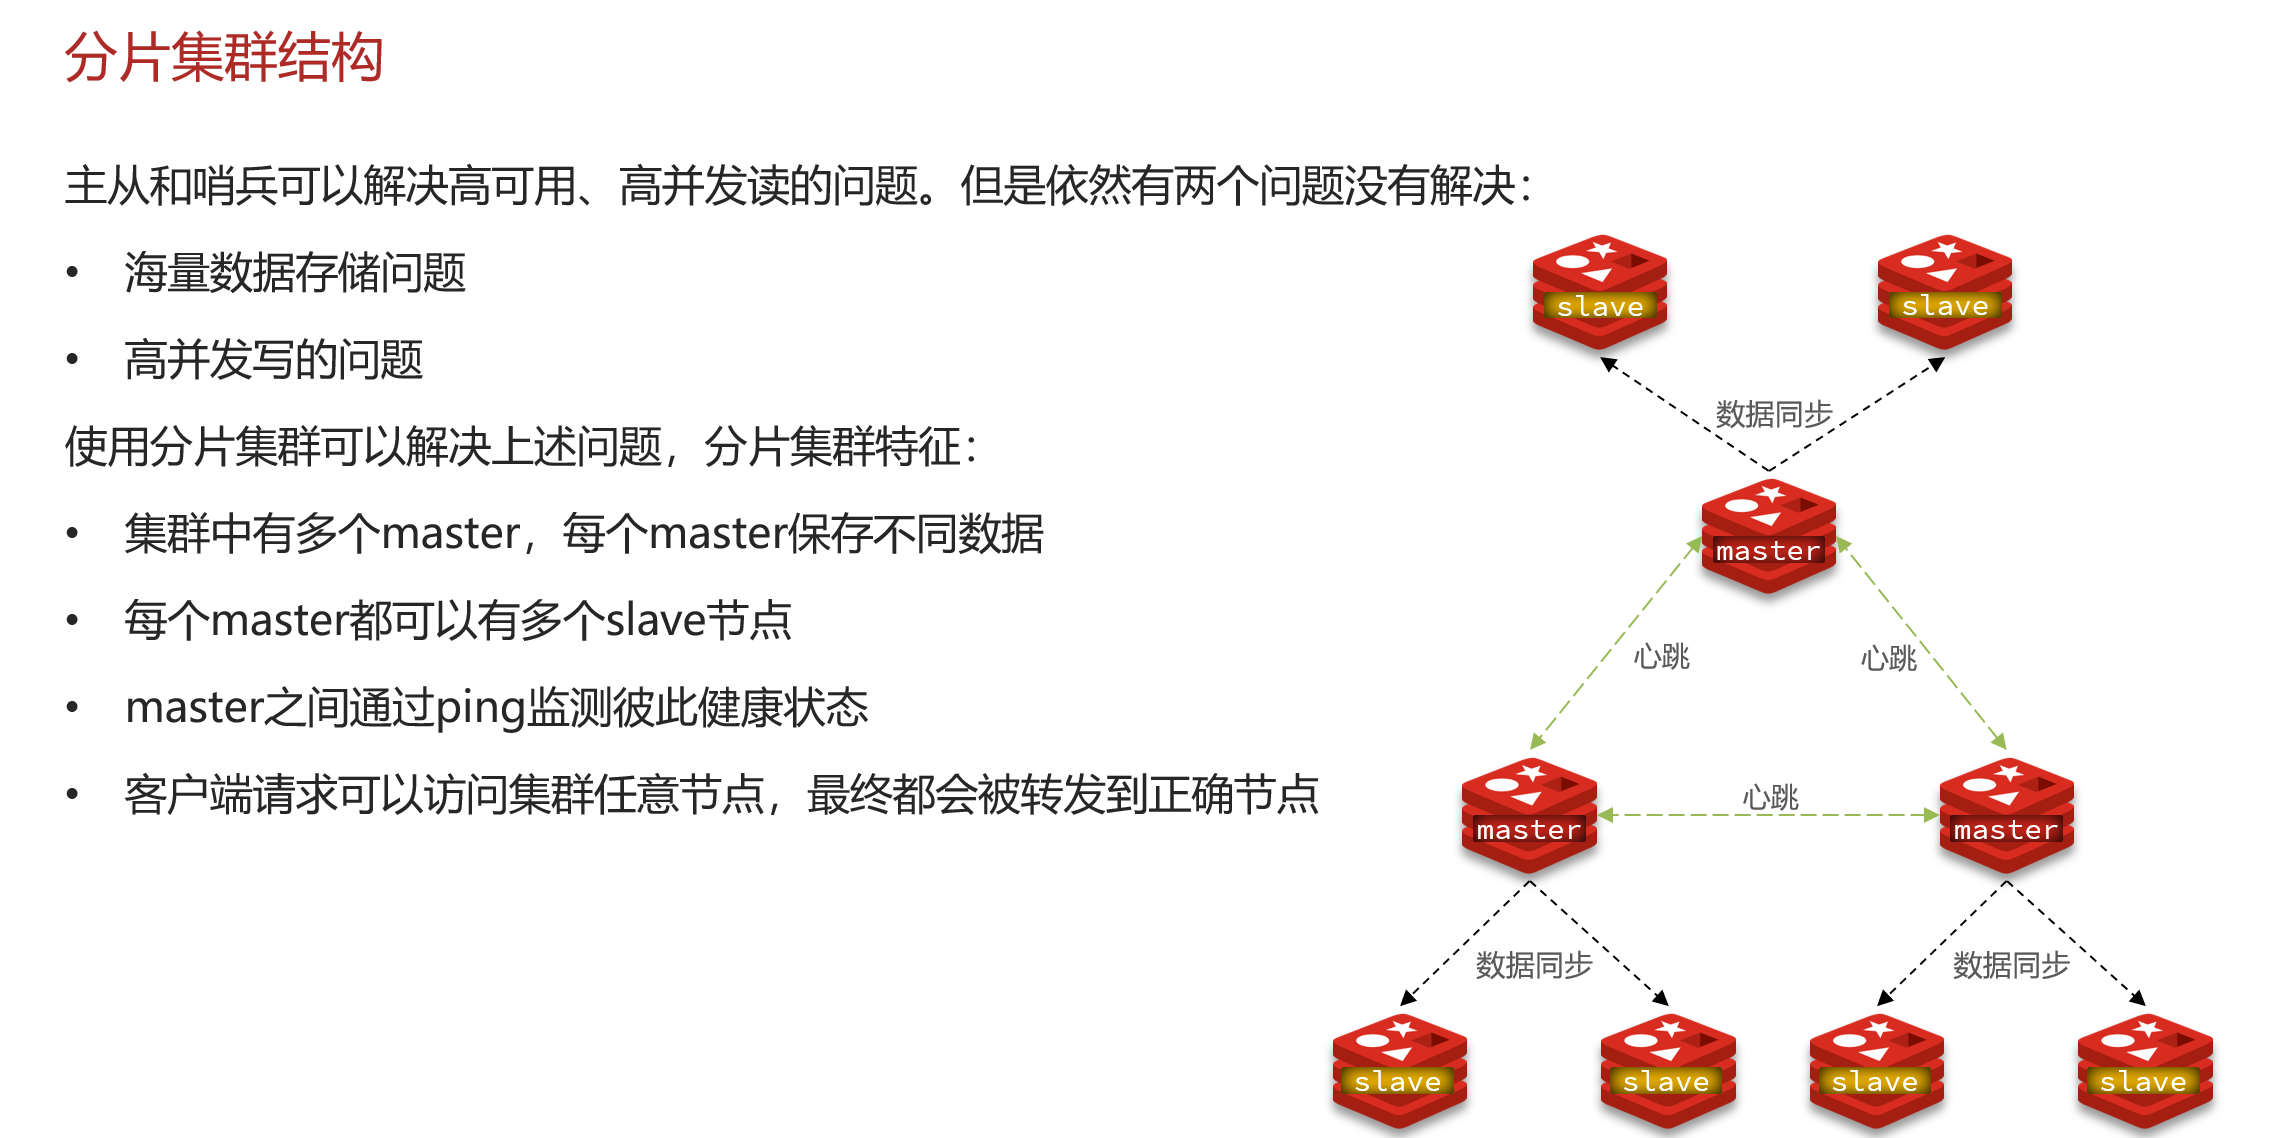 分片集群结构
主从和哨兵可以解决高可用、高并发读的问题。但是依然有两个问题没有解决：
• 海量数据存储问题
• 高并发写的问题
使用分片集群可以解决上述问题，分片集群特征：
• 集群中有多个master，每个master保存不同数据
• 每个master都可以有多个slave节点
• master之间通过ping监测彼此健康状态
• 客户端请求可以访问集群任意节点，最终都会被转发到正确节点
slave
slave
数据同步
master
心跳
心跳
心跳
master
master
数据同步
数据同步
slave
slave
slave
slave